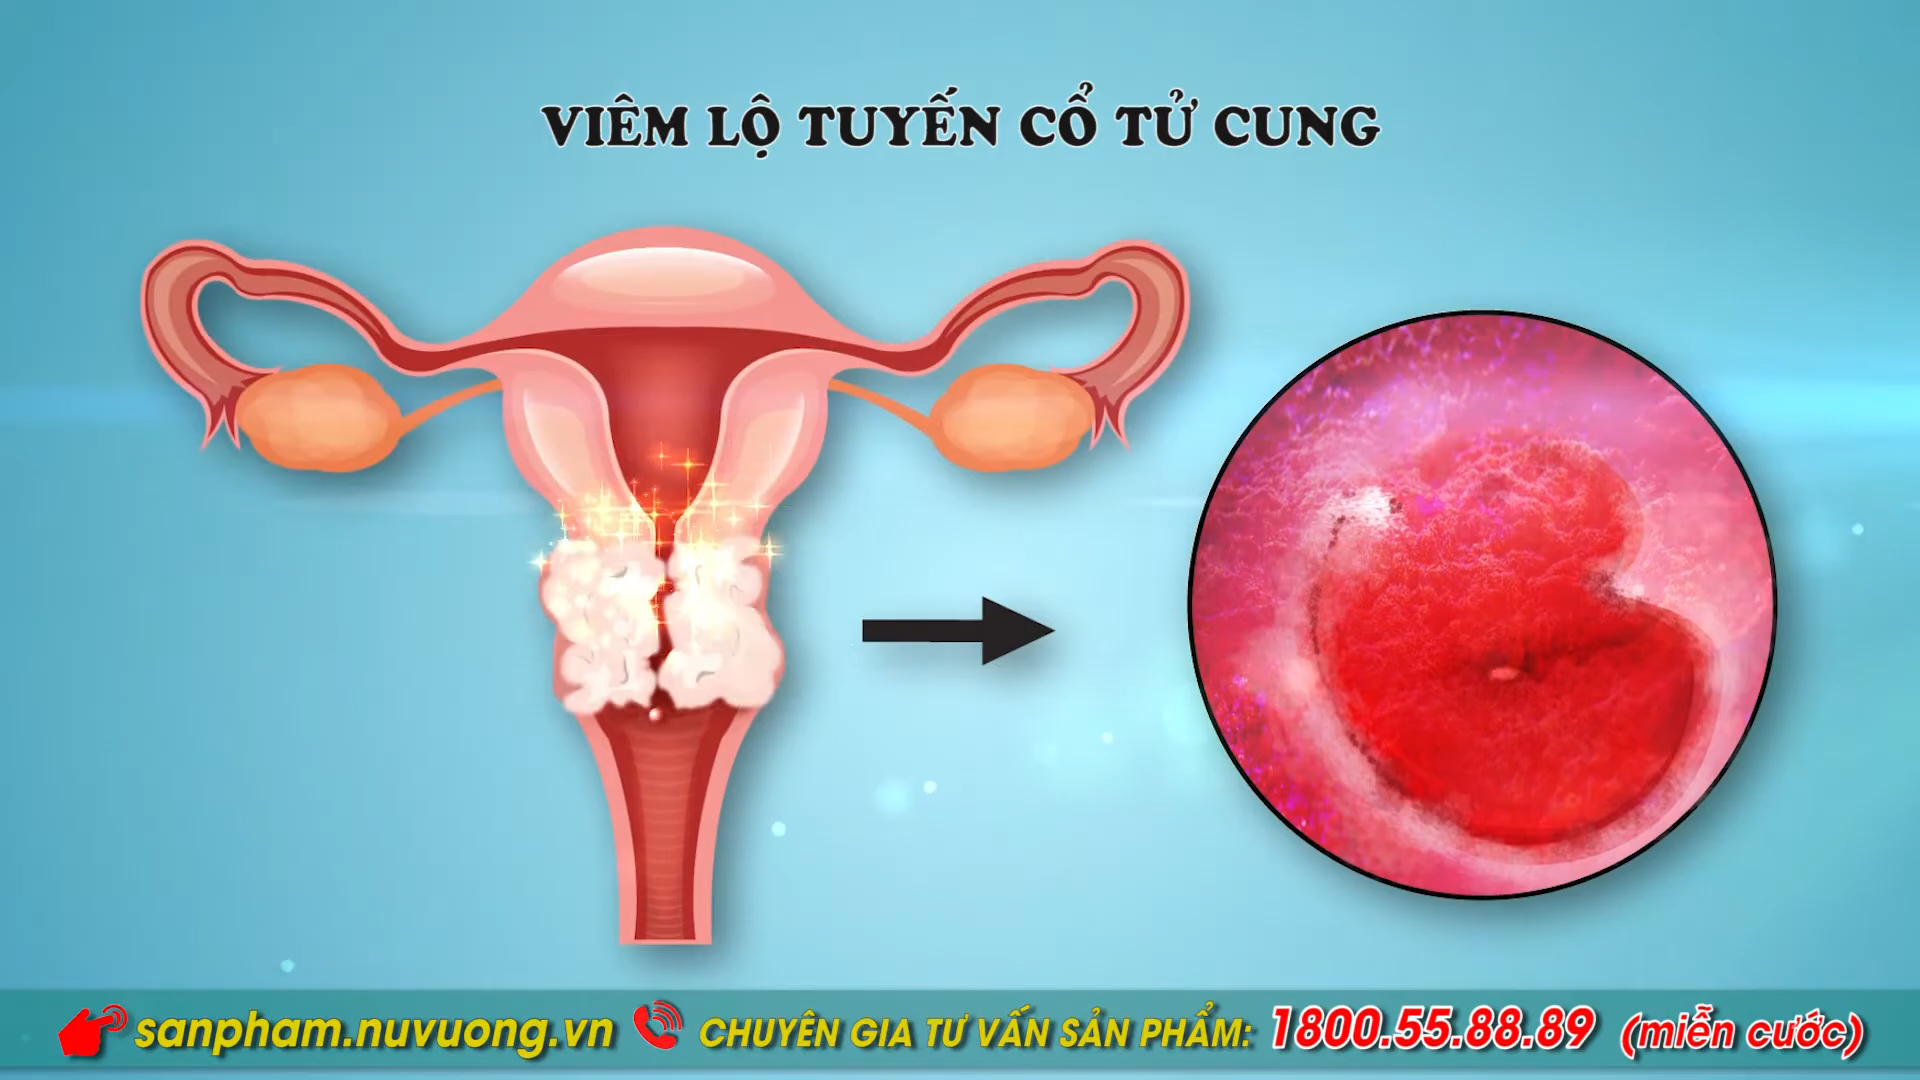 VIÊM LỘ TUYẾN CỔ TỬ CUNG
sanpham.nuvuong.vn CHUYÊN GIA TƯ VẤN SẢN PHẨM: 1800.55.88.89 (miễn cước)